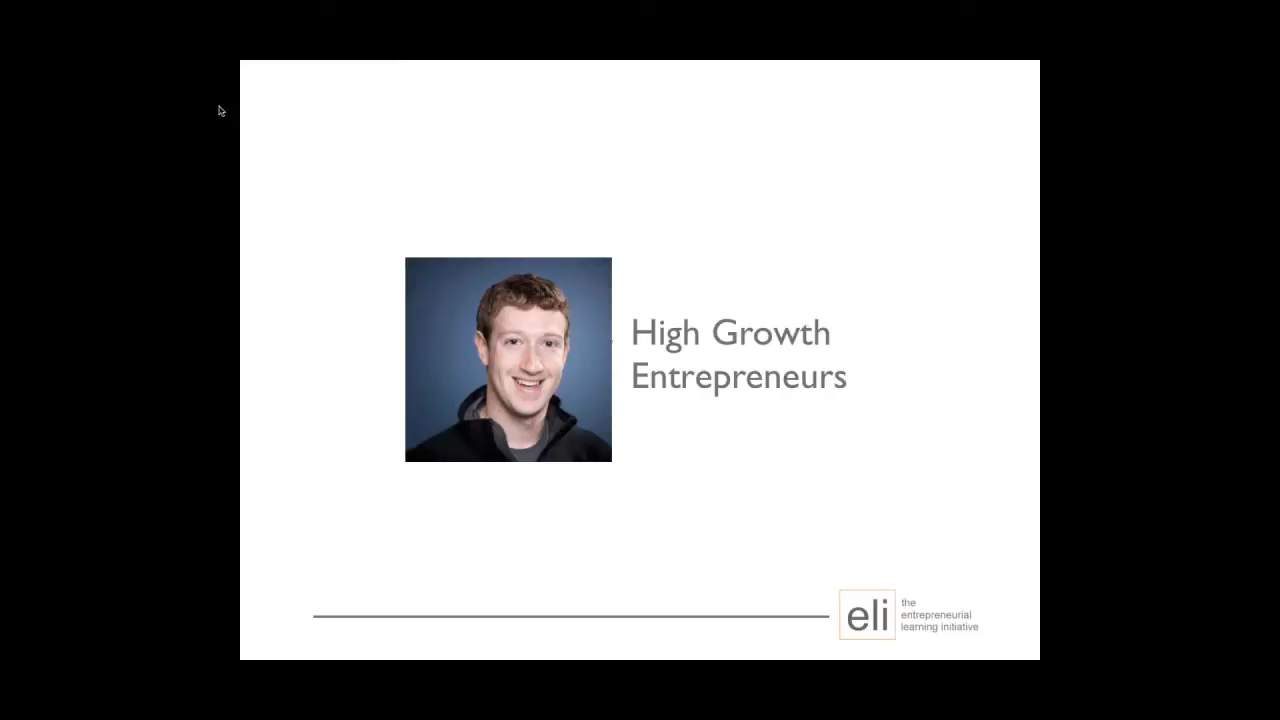 High Growth
Entrepreneurs
eli
the
entrepreneurial
learning initiative